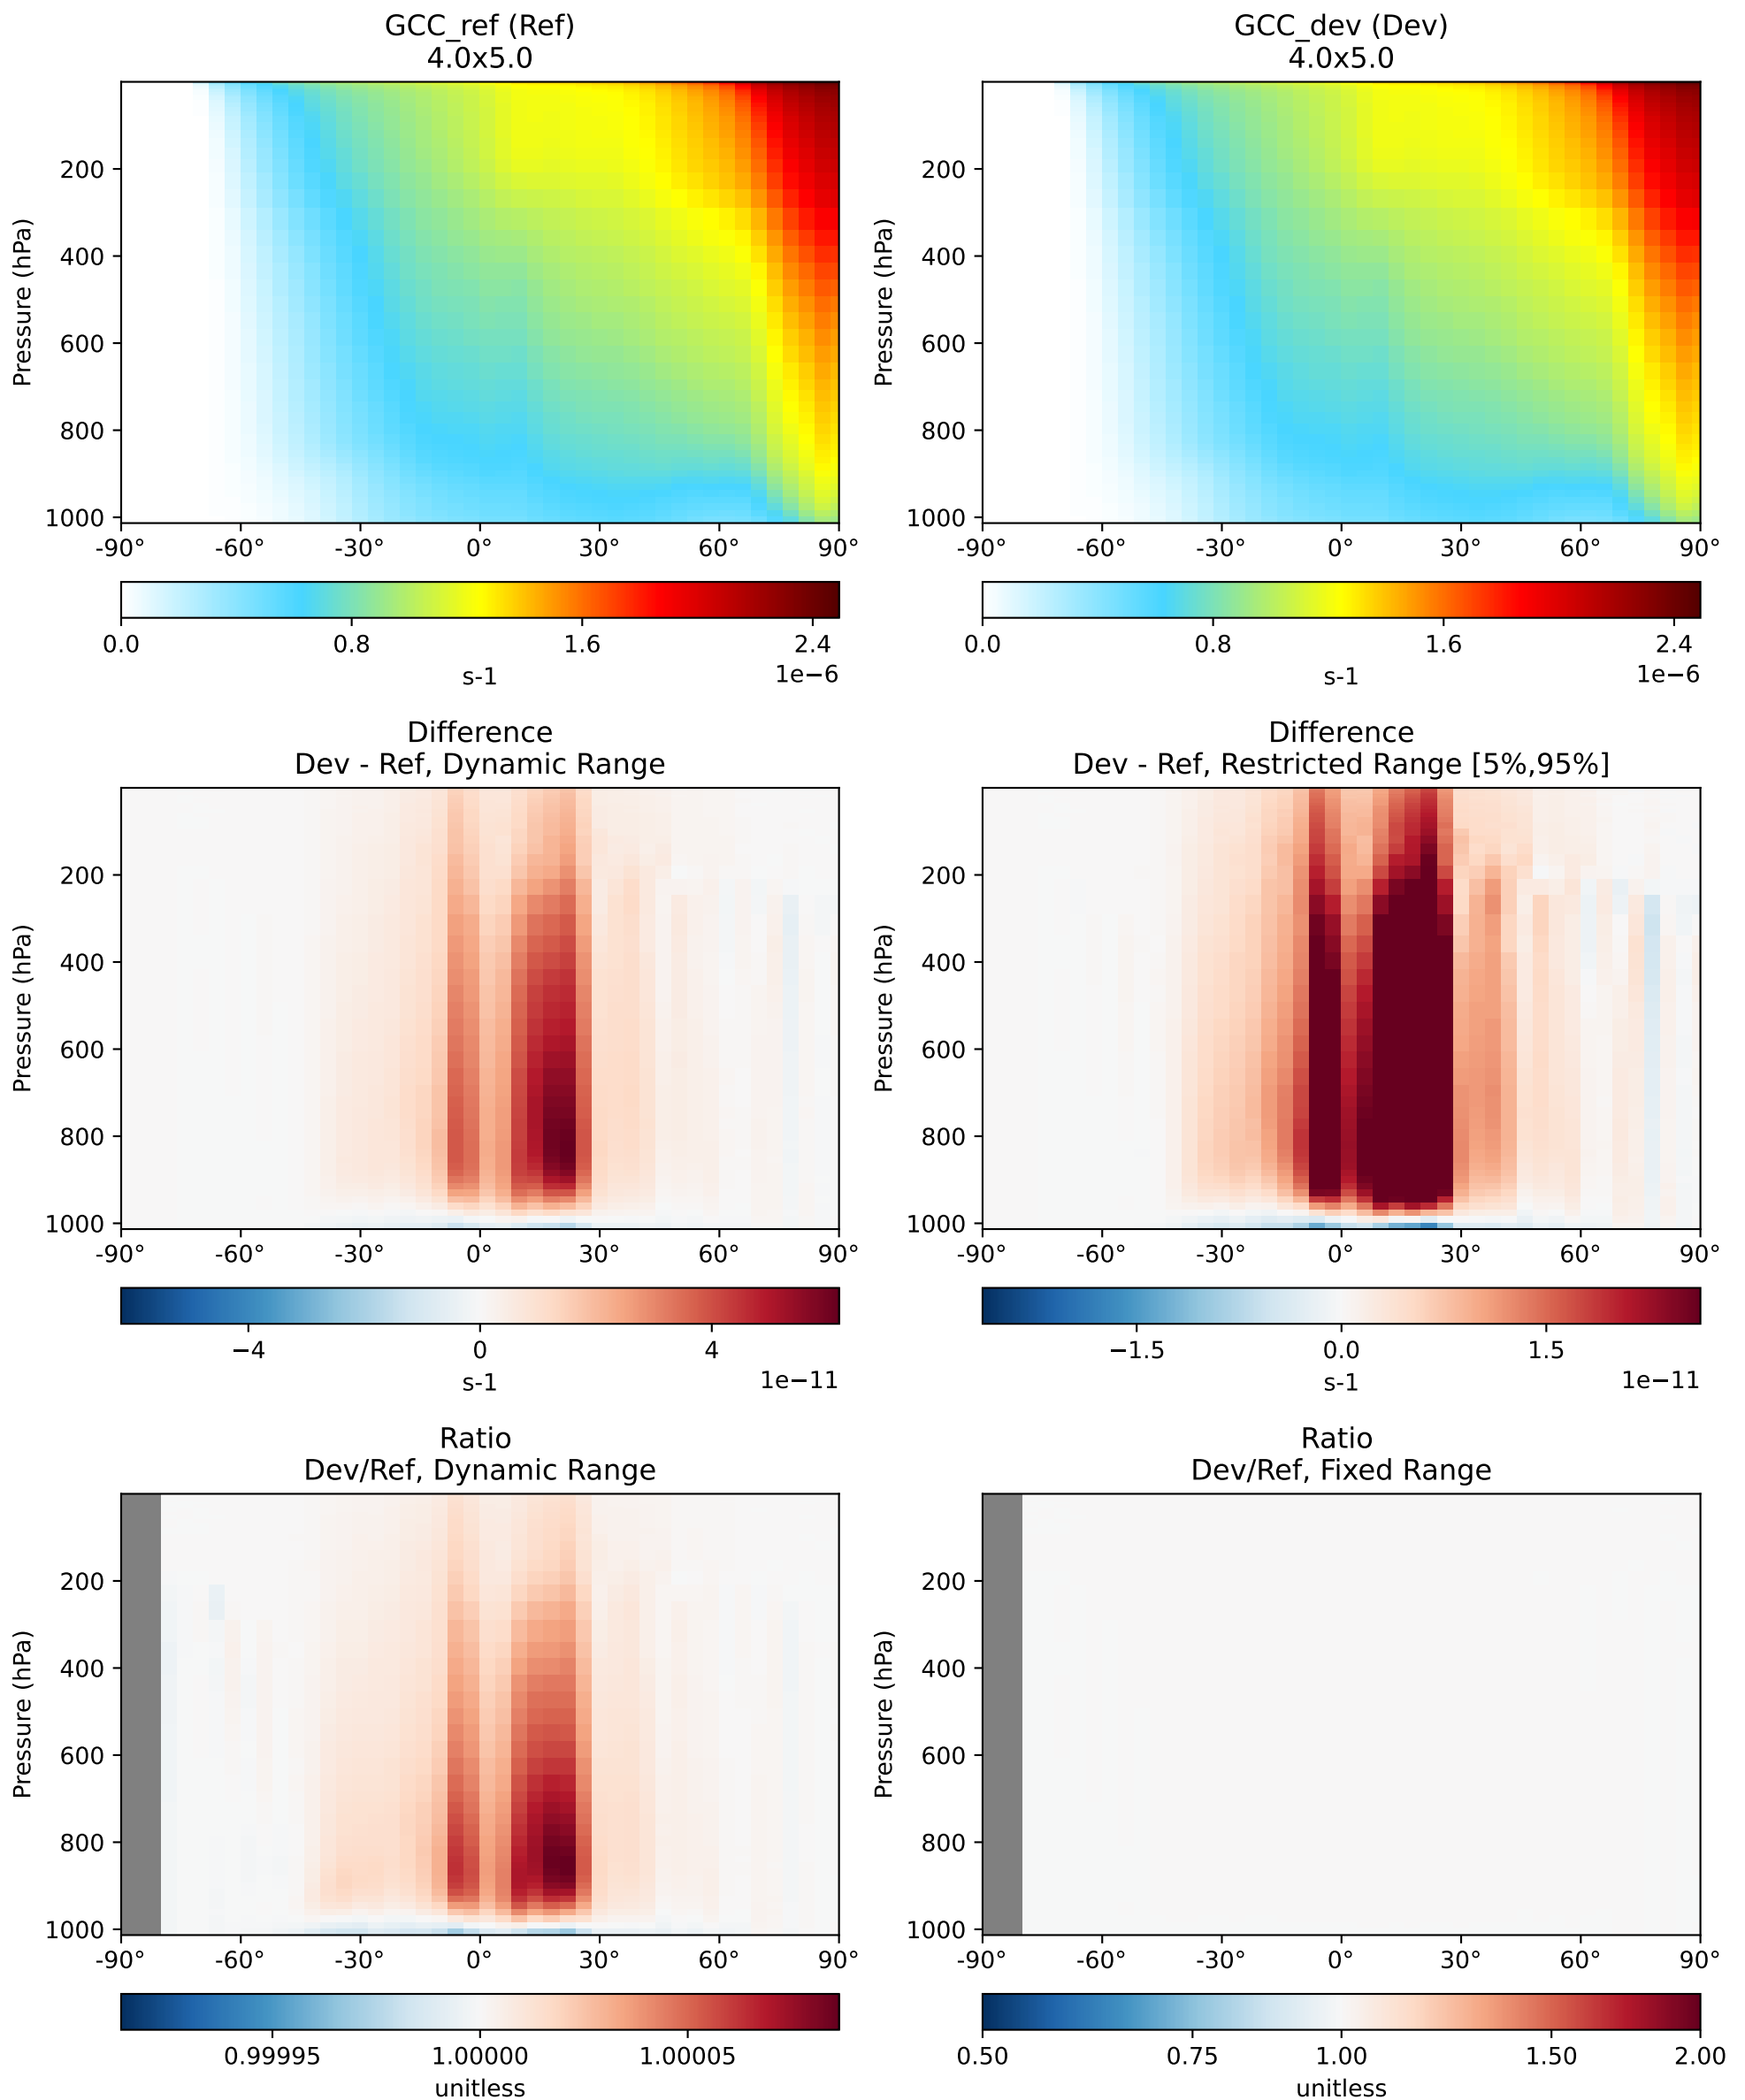 GCC_ref (Ref)
4.0x5.0
Pressure (hPa)
200
400
600
800
1000
-90° -60° -30° 0° 30° 60° 90°
0.0 0.8 1.6 2.4
s-1
1e−6
GCC_dev (Dev)
4.0x5.0
Pressure (hPa)
200
400
600
800
1000
-90° -60° -30° 0° 30° 60° 90°
0.0 0.8 1.6 2.4
s-1
1e−6
Difference
Dev - Ref, Dynamic Range
Pressure (hPa)
200
400
600
800
1000
-90° -60° -30° 0° 30° 60° 90°
−4 0 4
s-1
1e−11
Difference
Dev - Ref, Restricted Range [5%,95%]
Pressure (hPa)
200
400
600
800
1000
-90° -60° -30° 0° 30° 60° 90°
−1.5 0.0 1.5
s-1
1e−11
Ratio
Dev/Ref, Dynamic Range
Pressure (hPa)
200
400
600
800
1000
-90° -60° -30° 0° 30° 60° 90°
0.99995 1.00000 1.00005
unitless
Ratio
Dev/Ref, Fixed Range
Pressure (hPa)
200
400
600
800
1000
-90° -60° -30° 0° 30° 60° 90°
0.50 0.75 1.00 1.50 2.00
unitless